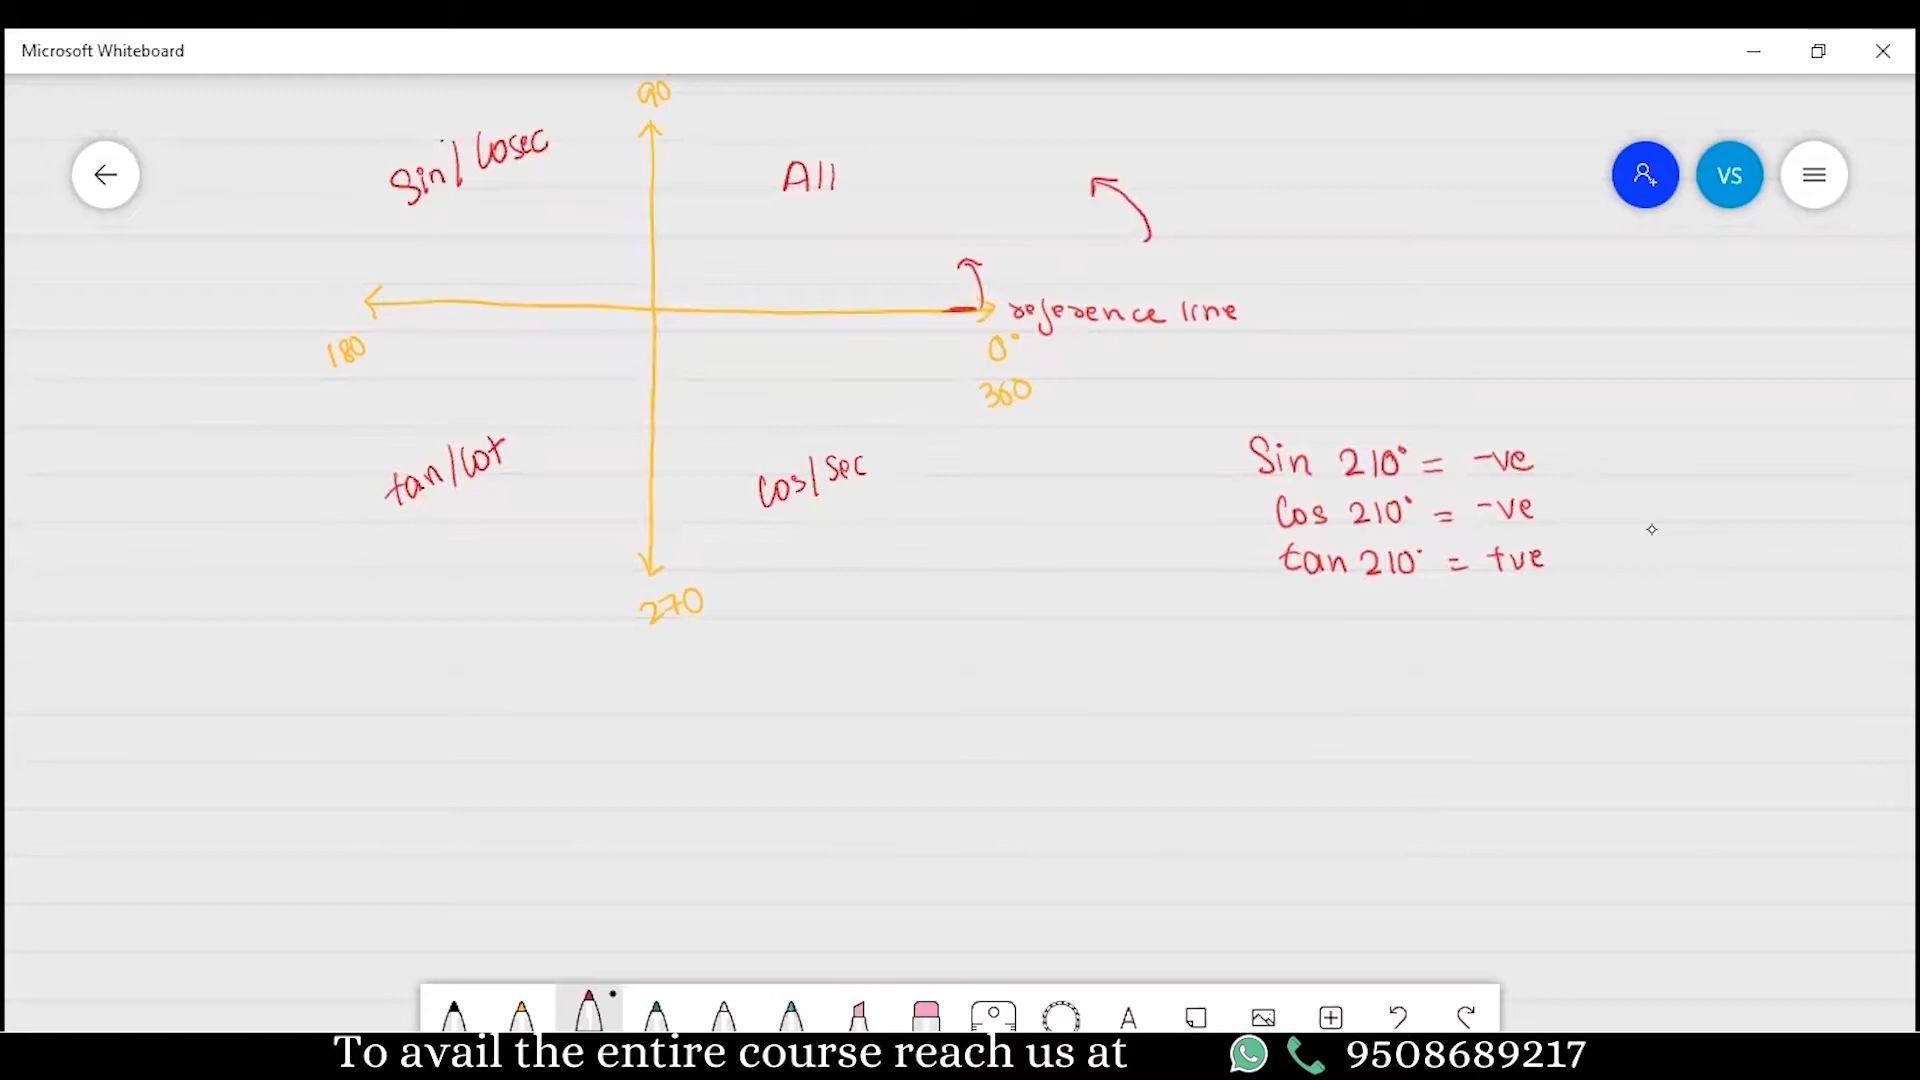 Microsoft Whiteboard
90
Sin/Cosec
All
VS
reference line
180
0°
360
tan/cot
cos/sec
Sin 210° = -ve
Cos 210° = -ve
tan 210° = +ve
270
A
To avail the entire course reach us at 9508689217